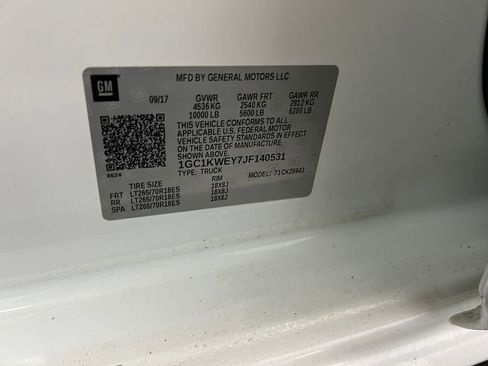 MFD BY GENERAL MOTORS LLC
GM
09/17 GVWR GAWR FRT GAWR RR
4536 KG 2540 KG 2812 KG
10000 LB 5600 LB 6200 LB
THIS VEHICLE CONFORMS TO ALL
APPLICABLE U.S. FEDERAL MOTOR
VEHICLE SAFETY STANDARDS IN
EFFECT ON THE DATE OF
MANUFACTURE SHOWN ABOVE.
8624
1GC1KWEY7JF140531
TYPE: TRUCK MODEL:
TIRE SIZE RIM
FRT LT265/70R18ES 18X8J
RR LT265/70R18ES 18X8J
SPA LT265/70R18ES 18X8J